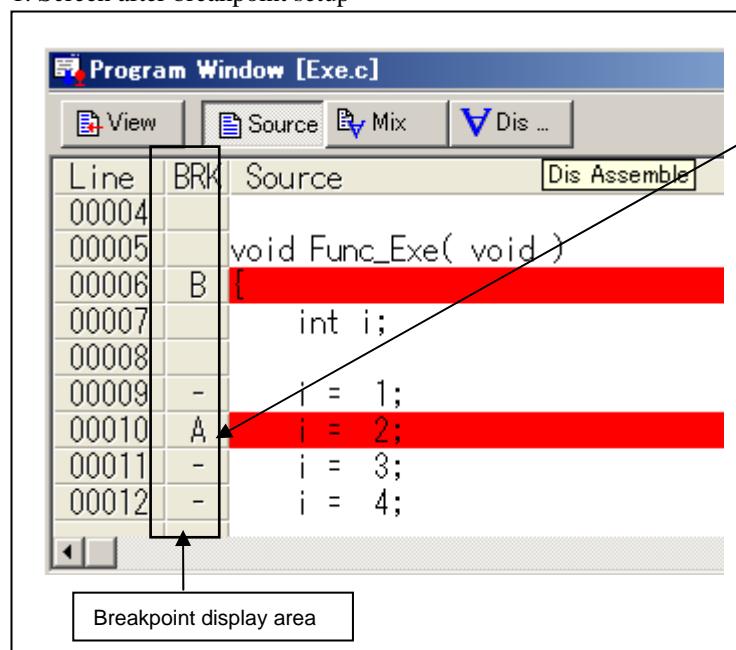 1. Screen after breakpoint setup
Program Window [Exe.c]
View Source Mix Dis ...
Line BRK Source Dis Assemble
00004
00005 void Func_Exe( void )
00006 B {
00007 int i;
00008
00009 - i = 1;
00010 A i = 2;
00011 - i = 3;
00012 - i = 4;
Breakpoint display area